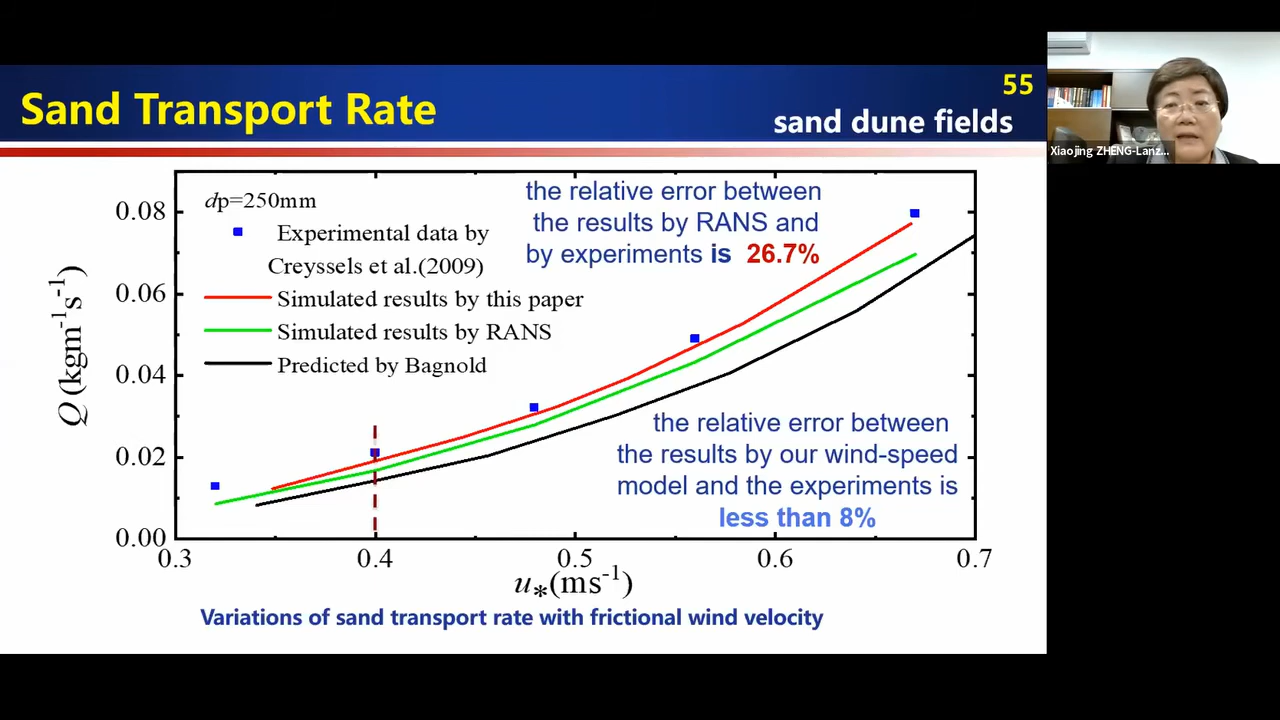 55
Sand Transport Rate
sand dune fields
Xiaojing ZHENG-Lanz...
dp=250mm
Experimental data by
Creyssels et al.(2009)
Simulated results by this paper
Simulated results by RANS
Predicted by Bagnold
the relative error between
the results by RANS and
by experiments is 26.7%
the relative error between
the results by our wind-speed
model and the experiments is
less than 8%
Q (kgm⁻¹s⁻¹)
0.08
0.06
0.04
0.02
0.00
0.3 0.4 0.5 0.6 0.7
u*(ms⁻¹)
Variations of sand transport rate with frictional wind velocity